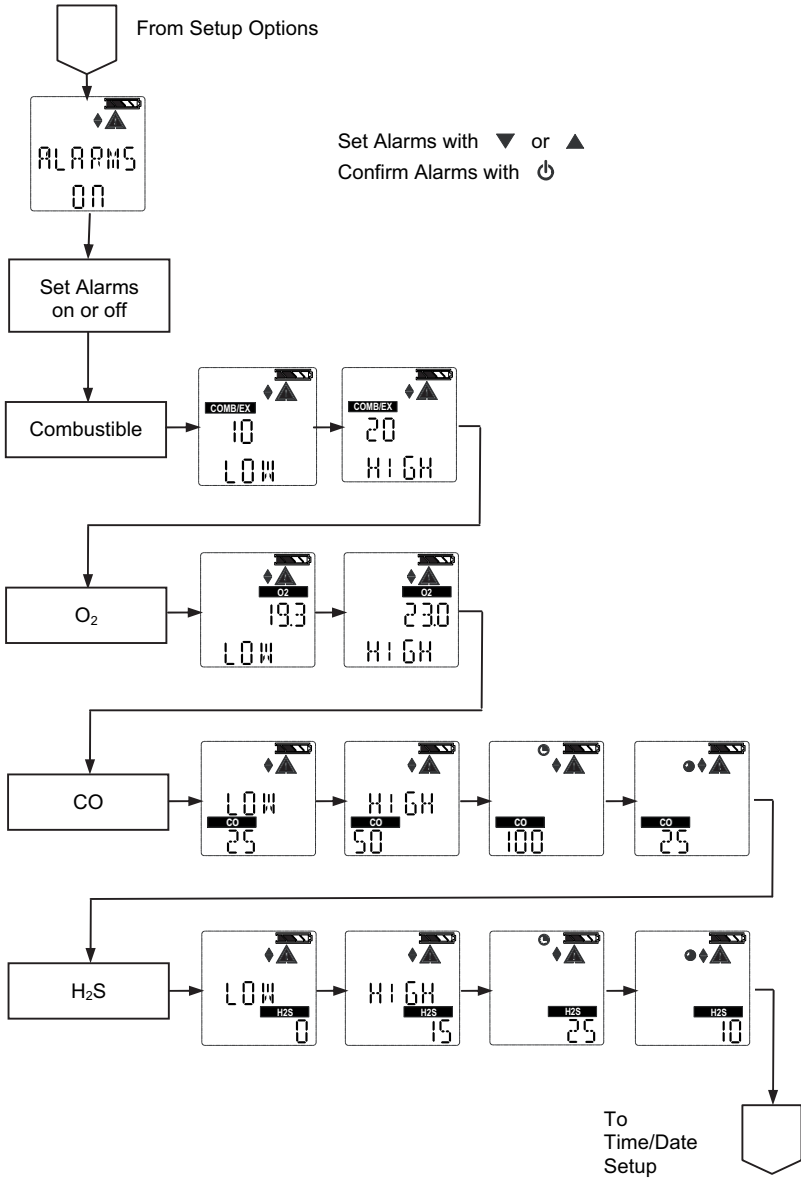 From Setup Options
ALARMS
ON
Set Alarms with ▼ or ▲
Confirm Alarms with ⏻
Set Alarms
on or off
Combustible
COMB/EX
10
LOW
COMB/EX
20
HIGH
O₂
O2
19.3
LOW
O2
23.0
HIGH
CO
LOW
CO
25
HIGH
CO
50
CO
100
CO
25
H₂S
LOW
H2S
0
HIGH
H2S
15
H2S
25
H2S
10
To
Time/Date
Setup